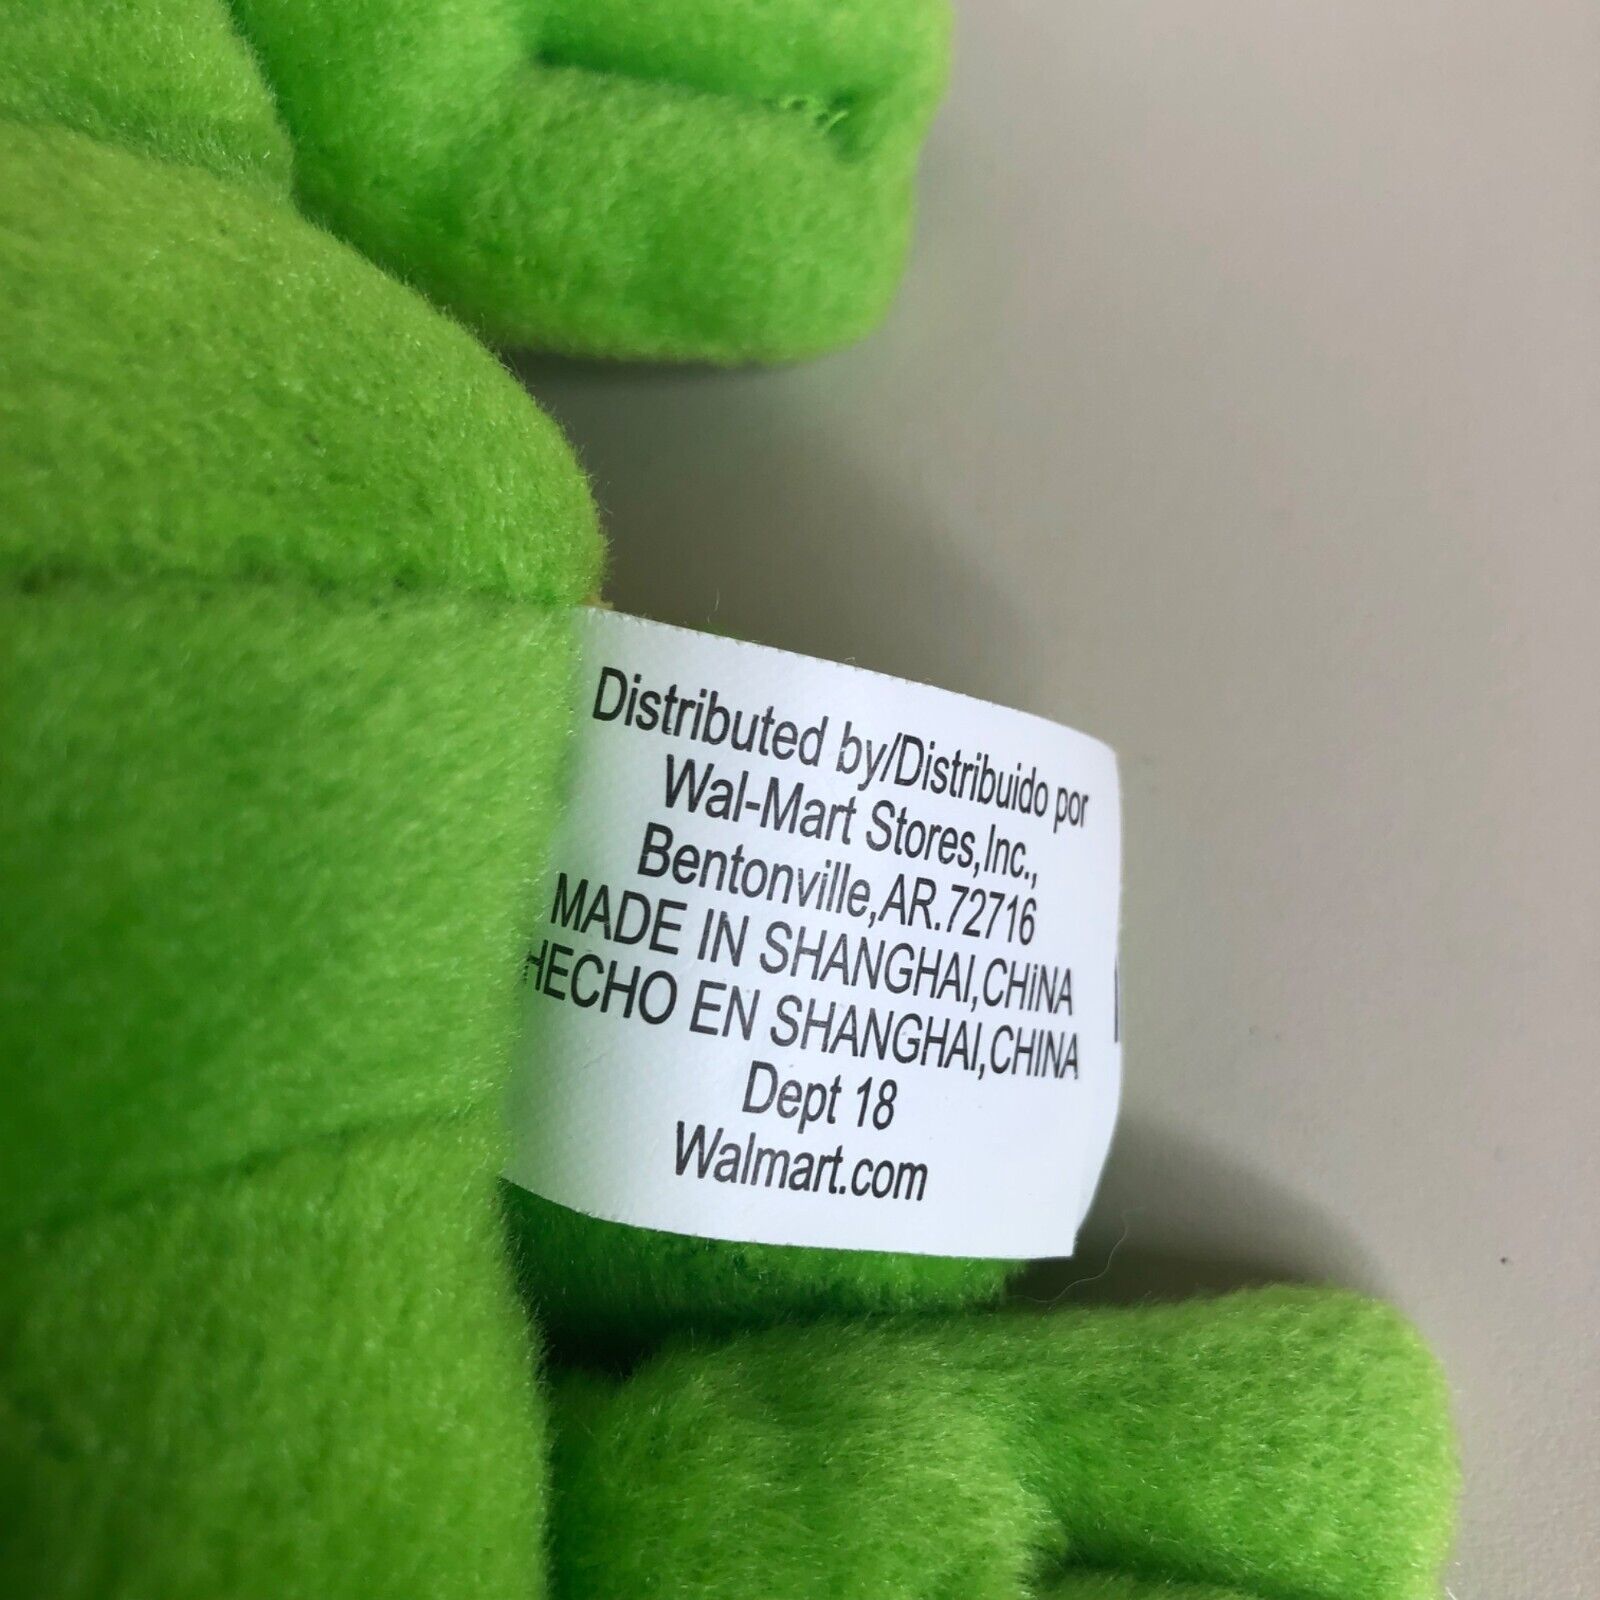 Distributed by/Distribuido por
Wal-Mart Stores,Inc.,
Bentonville,AR.72716
MADE IN SHANGHAI,CHiNA
HECHO EN SHANGHAI,CHINA
Dept 18
Walmart.com